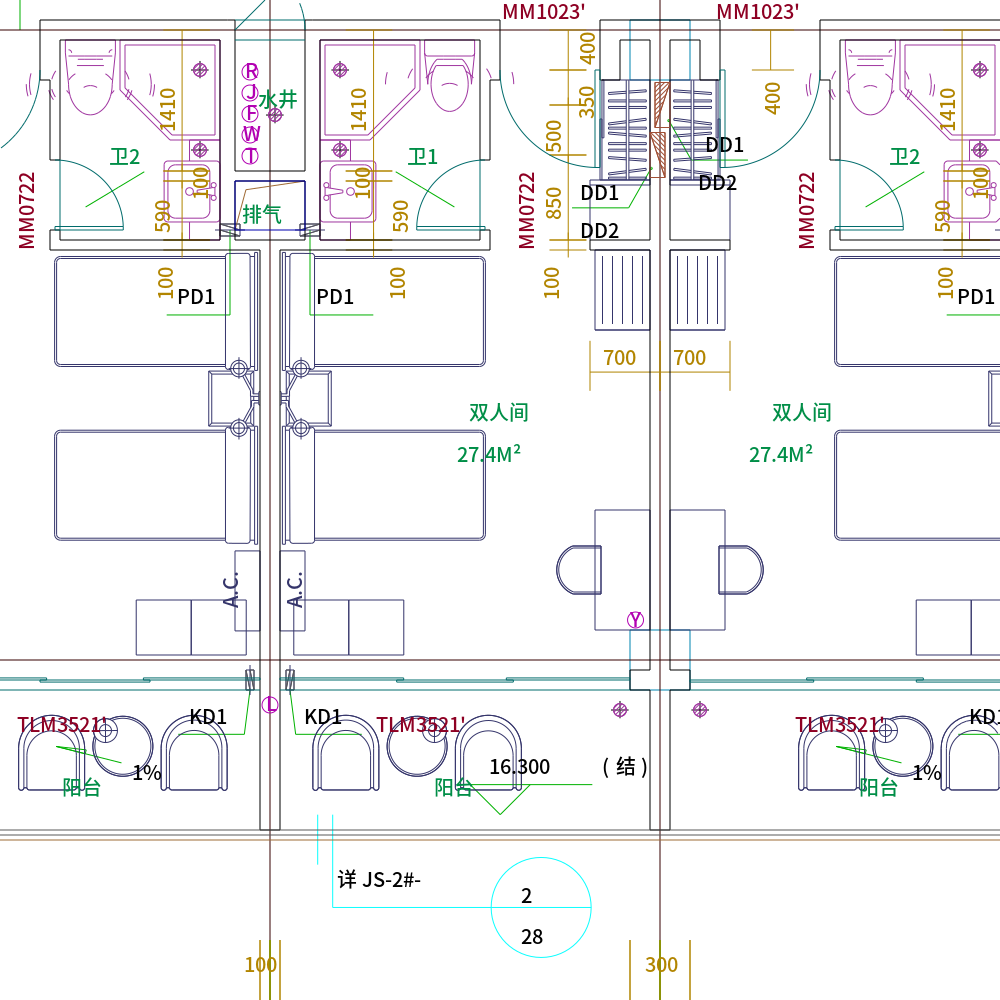 MM1023'
MM1023'
400
R
J
水井
F
W
T
1410
1410
350
400
1410
500
DD1
卫2
卫1
卫2
MM0722
100
100
MM0722
DD1
DD2
MM0722
100
590
排气
590
850
DD2
590
100
PD1
PD1
100
100
100
PD1
700
700
双人间
双人间
27.4M²
27.4M²
A.C.
A.C.
Y
L
TLM3521'
KD1
KD1
TLM3521'
TLM3521'
KD1
1%
16.300
(结)
1%
阳台
阳台
阳台
详 JS-2#-
2
28
100
300